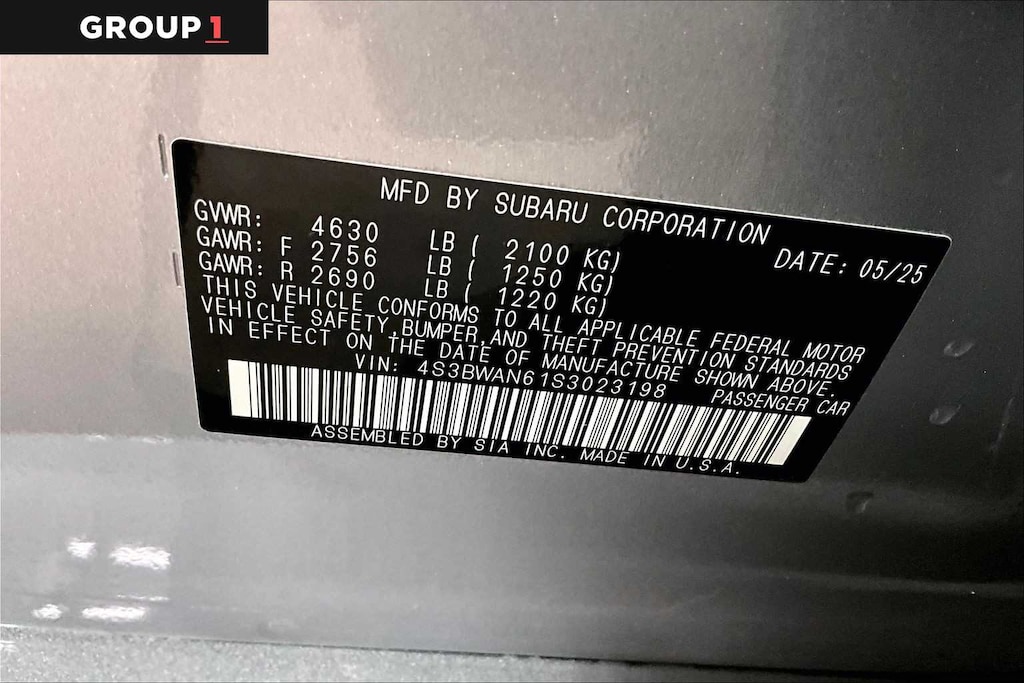 GROUP 1
MFD BY SUBARU CORPORATION
GVWR: 4630 LB ( 2100 KG) DATE: 05/25
GAWR: F 2756 LB ( 1250 KG)
GAWR: R 2690 LB ( 1220 KG)
THIS VEHICLE CONFORMS TO ALL APPLICABLE FEDERAL MOTOR
VEHICLE SAFETY,BUMPER,AND THEFT PREVENTION STANDARDS
IN EFFECT ON THE DATE OF MANUFACTURE SHOWN ABOVE.
VIN: 4S3BWAN61S3023198 PASSENGER CAR
ASSEMBLED BY SIA INC. MADE IN U.S.A.